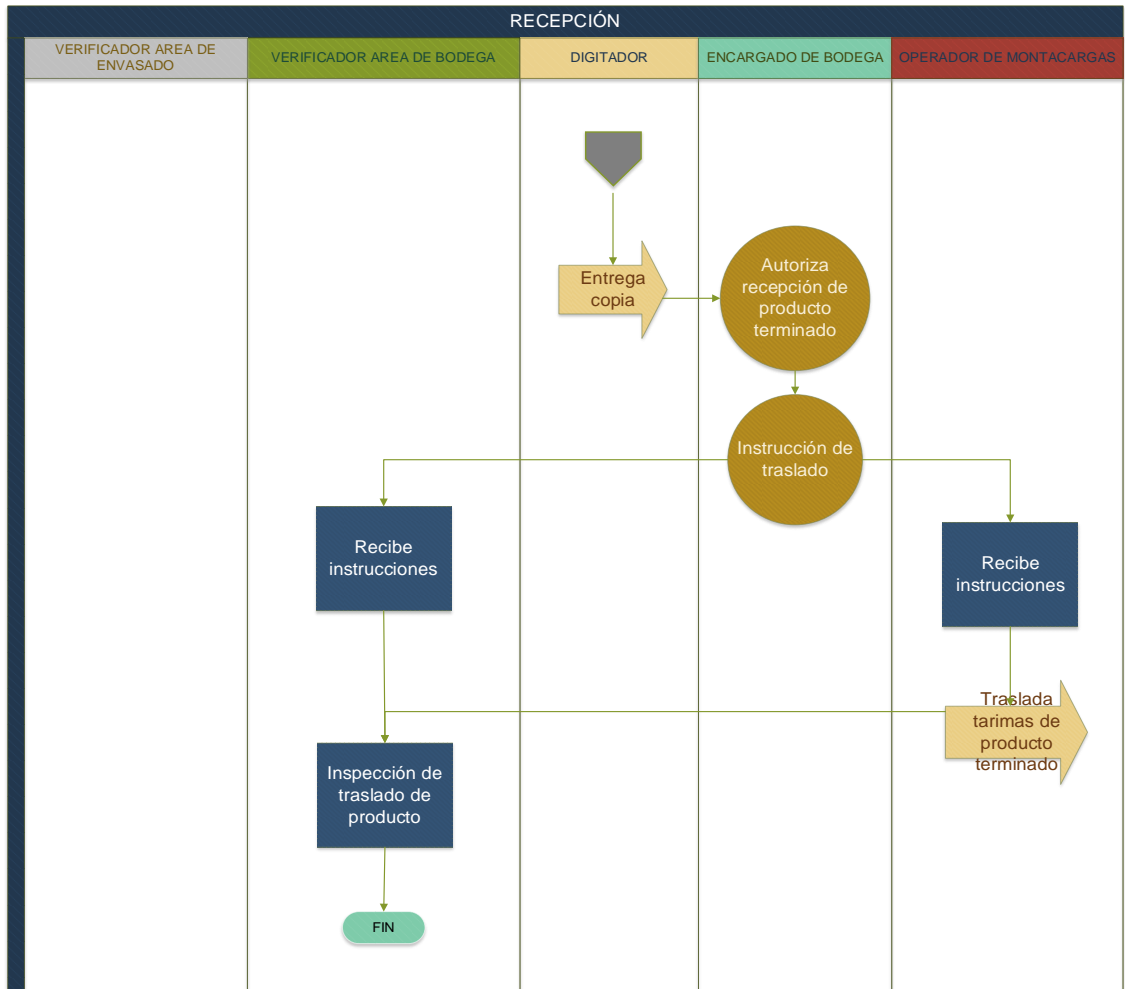 RECEPCIÓN
VERIFICADOR AREA DE
ENVASADO
VERIFICADOR AREA DE BODEGA
DIGITADOR
ENCARGADO DE BODEGA
OPERADOR DE MONTACARGAS
Entrega
copia
Autoriza
recepción de
producto
terminado
Instrucción de
traslado
Recibe
instrucciones
Recibe
instrucciones
Traslada
tarimas de
producto
terminado
Inspección de
traslado de
producto
FIN